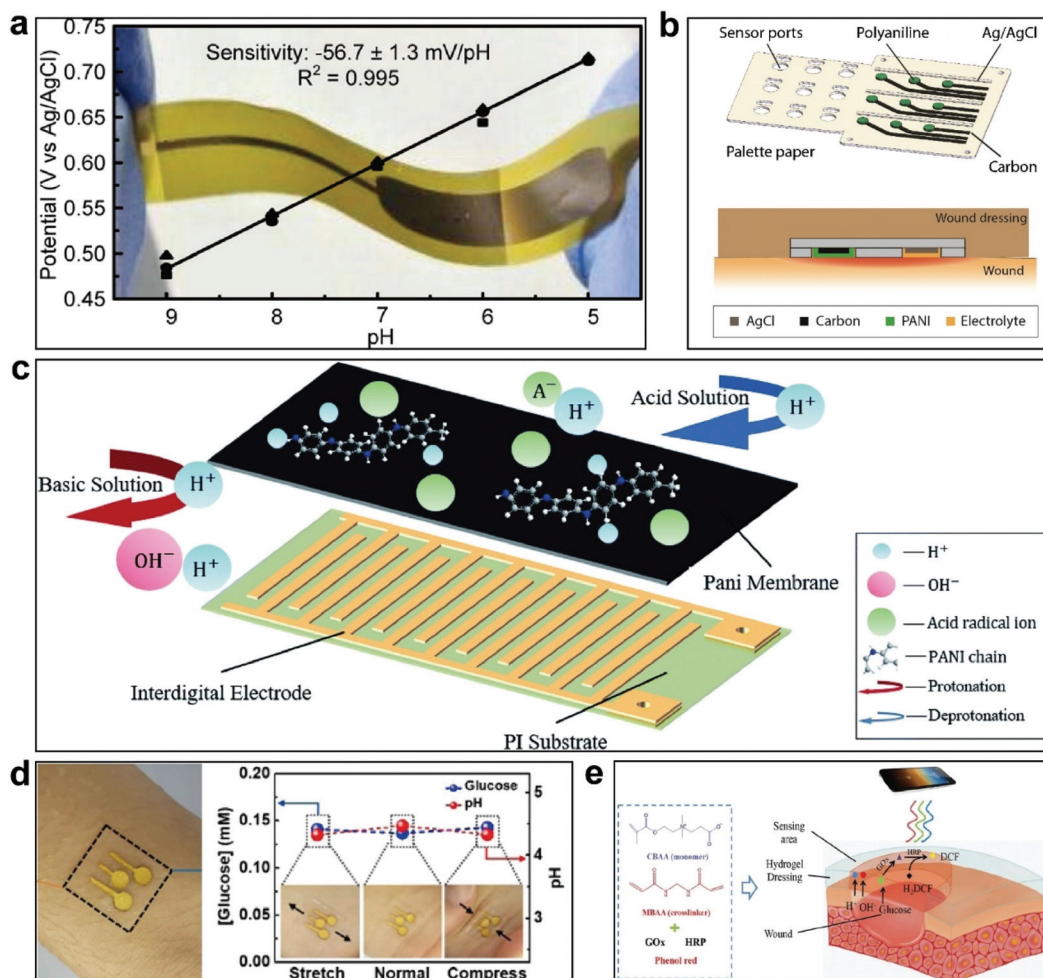 a
Sensitivity: -56.7 ± 1.3 mV/pH
R² = 0.995
Potential (V vs Ag/AgCl)
0.75
0.70
0.65
0.60
0.55
0.50
0.45
9
8
7
6
5
pH
b
Sensor ports
Polyaniline
Ag/AgCl
Palette paper
Carbon
Wound dressing
Wound
AgCl
Carbon
PANI
Electrolyte
c
A⁻
H⁺
Acid Solution
H⁺
Basic Solution
H⁺
OH⁻
H⁺
Pani Membrane
Interdigital Electrode
PI Substrate
H⁺
OH⁻
Acid radical ion
PANI chain
Protonation
Deprotonation
d
[Glucose] (mM)
0.20
0.15
0.10
0.05
0.00
Glucose
pH
5
4
3
pH
Stretch
Normal
Compress
e
CBAA (monomer)
MBAA (crosslinker)
+
GOx
HRP
Phenol red
Sensing
area
Hydrogel
Dressing
GOx
HRP
DCF
H₂DCF
H⁺
OH⁻
Glucose
Wound